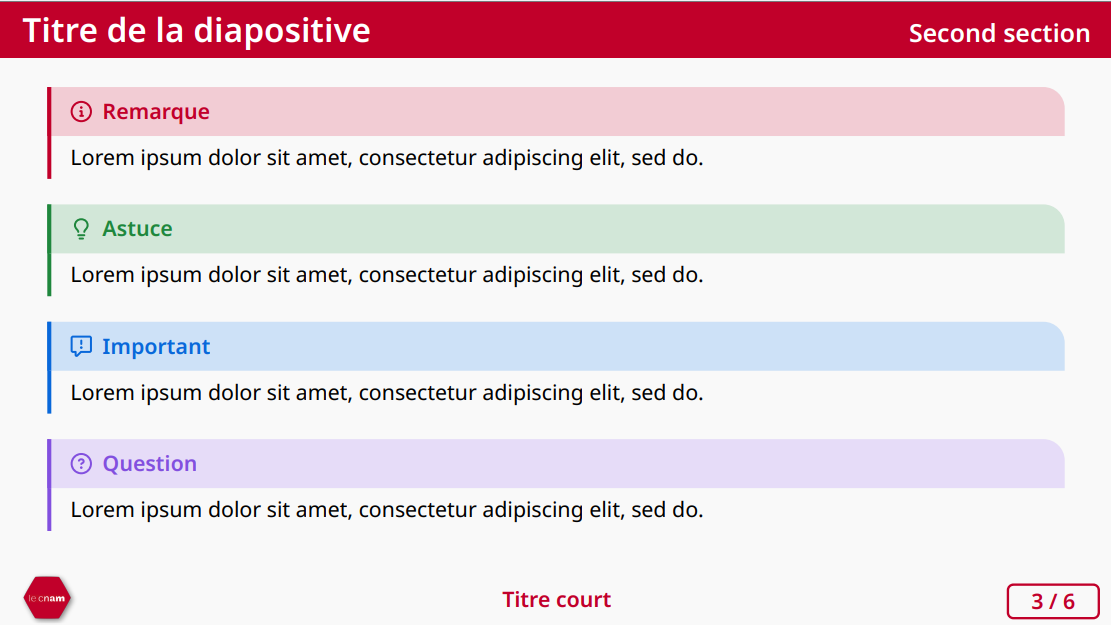 Titre de la diapositive
Second section
Remarque
Lorem ipsum dolor sit amet, consectetur adipiscing elit, sed do.
Astuce
Lorem ipsum dolor sit amet, consectetur adipiscing elit, sed do.
Important
Lorem ipsum dolor sit amet, consectetur adipiscing elit, sed do.
Question
Lorem ipsum dolor sit amet, consectetur adipiscing elit, sed do.
le cnam
Titre court
3 / 6